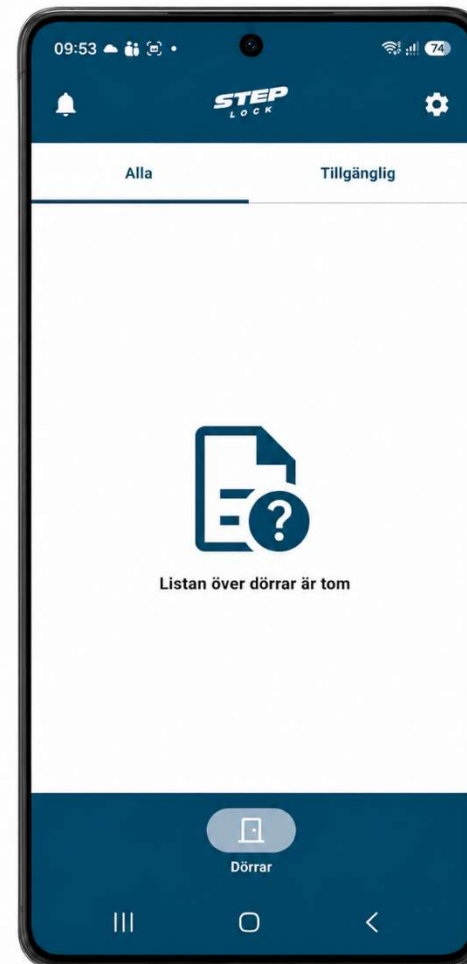 09:53
74
STEP
LOCK
Alla
Tillgänglig
?
Listan över dörrar är tom
Dörrar